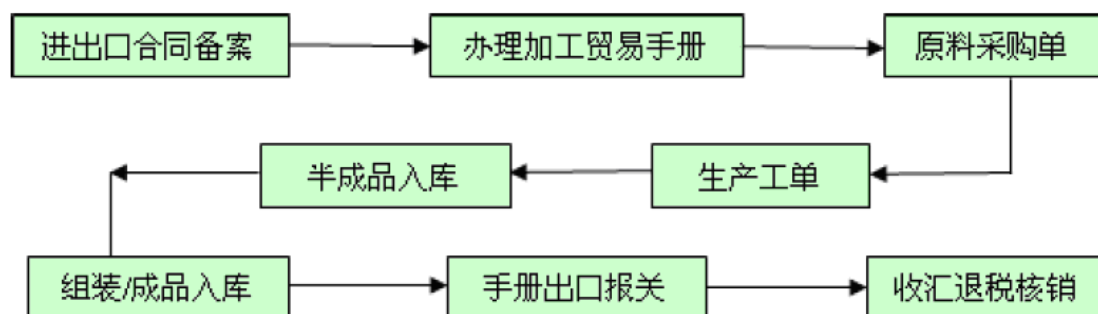 进出口合同备案
办理加工贸易手册
原料采购单
生产工单
半成品入库
组装/成品入库
手册出口报关
收汇退税核销